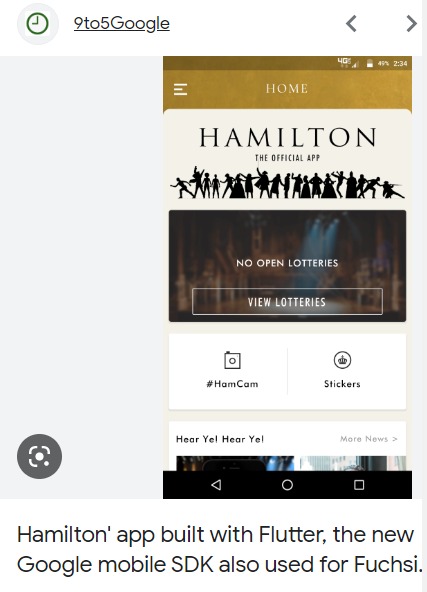 9to5Google
4G 49% 2:34
HOME
HAMILTON
THE OFFICIAL APP
NO OPEN LOTTERIES
VIEW LOTTERIES
#HamCam Stickers
Hear Ye! Hear Ye! More News >
Hamilton' app built with Flutter, the new
Google mobile SDK also used for Fuchsi.